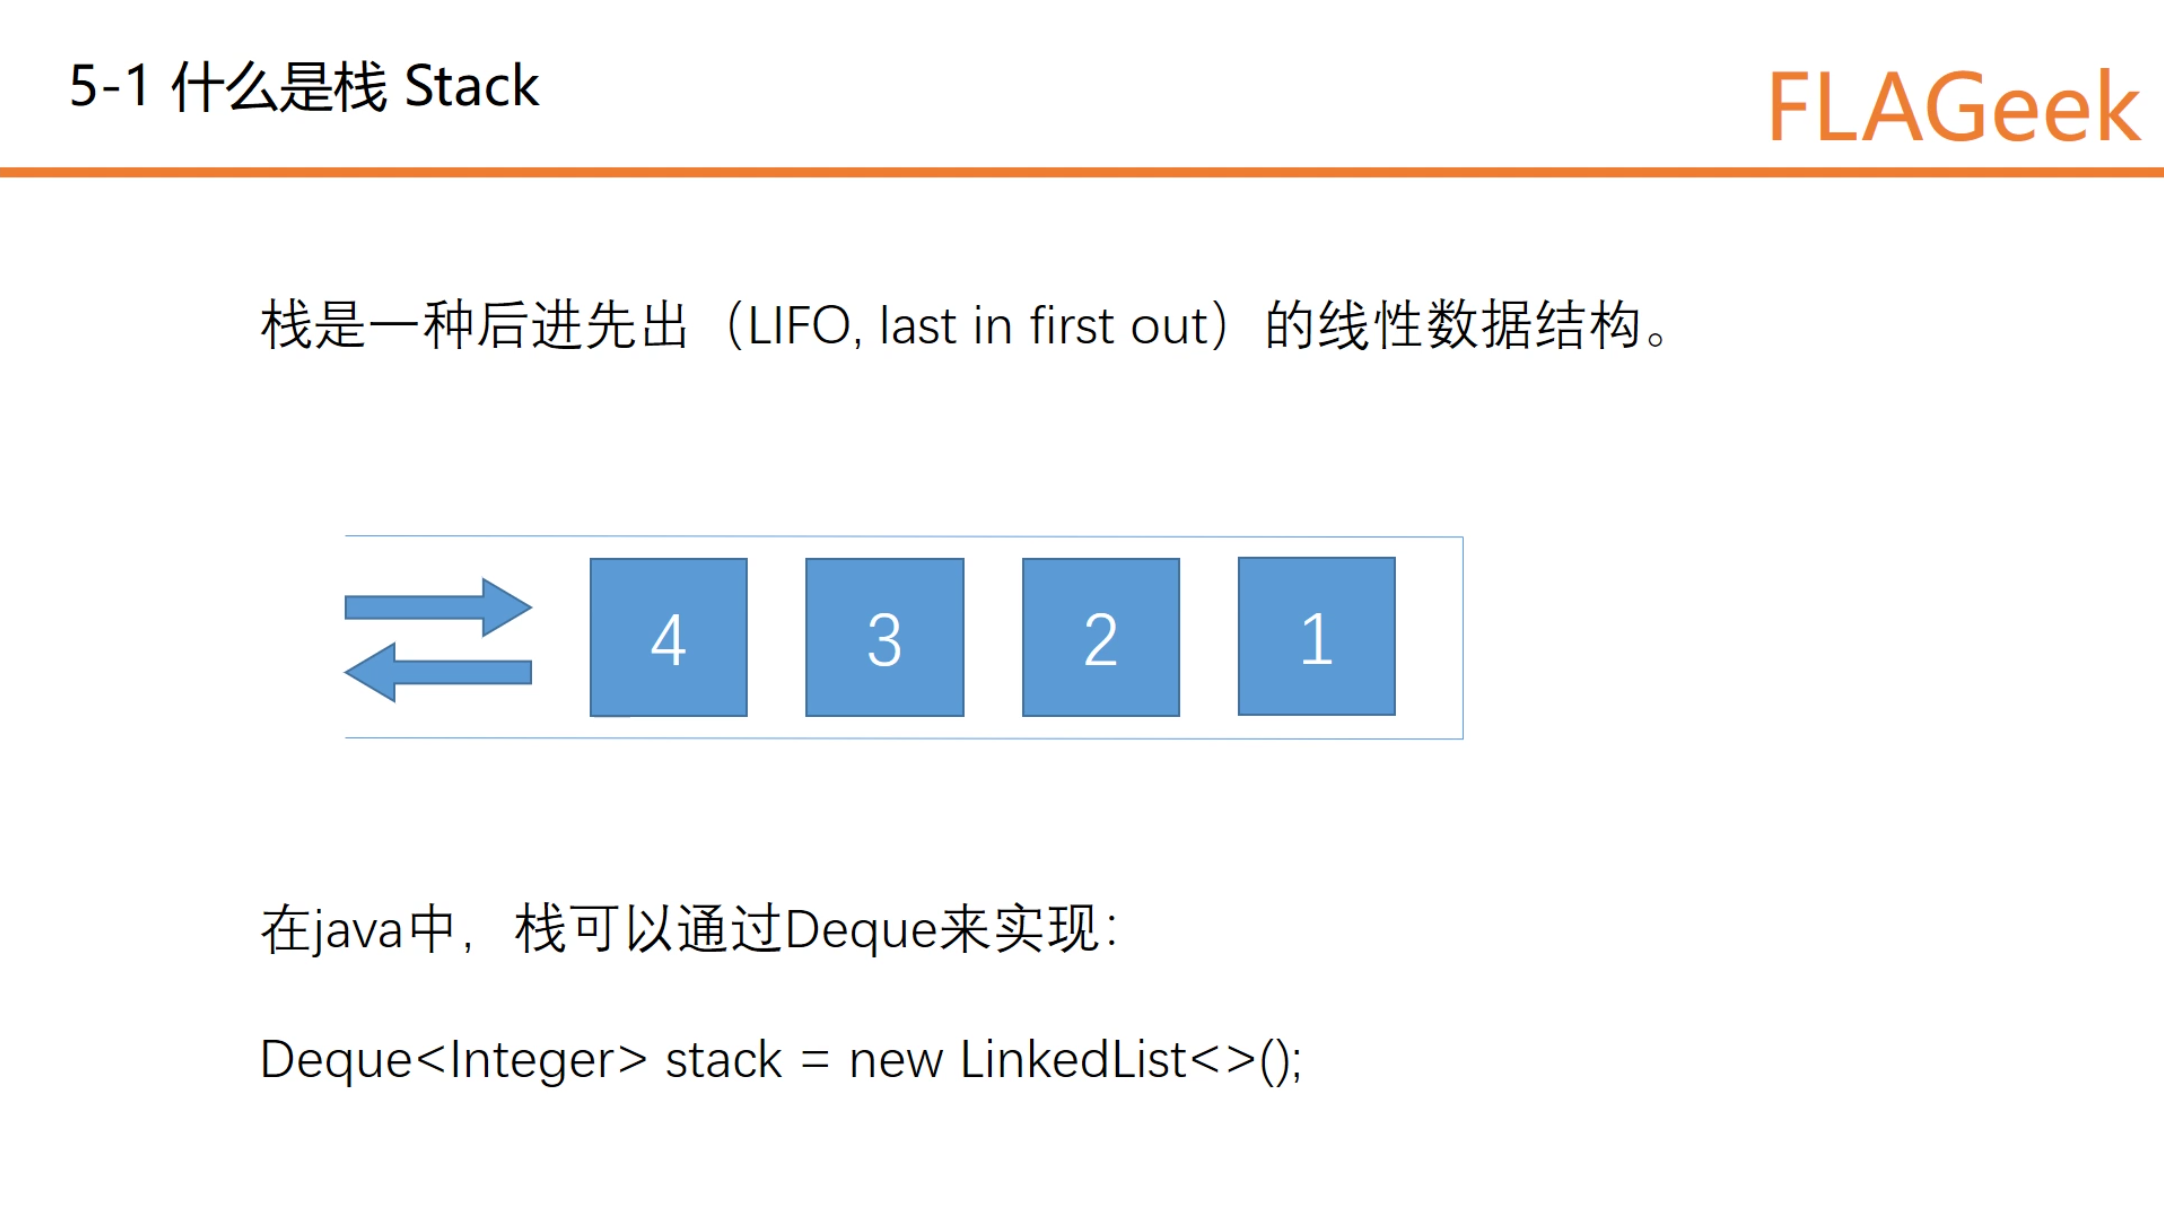 5-1 什么是栈 Stack
FLAGeek
栈是一种后进先出（LIFO, last in first out）的线性数据结构。
4 3 2 1
在java中，栈可以通过Deque来实现：
Deque<Integer> stack = new LinkedList<>();